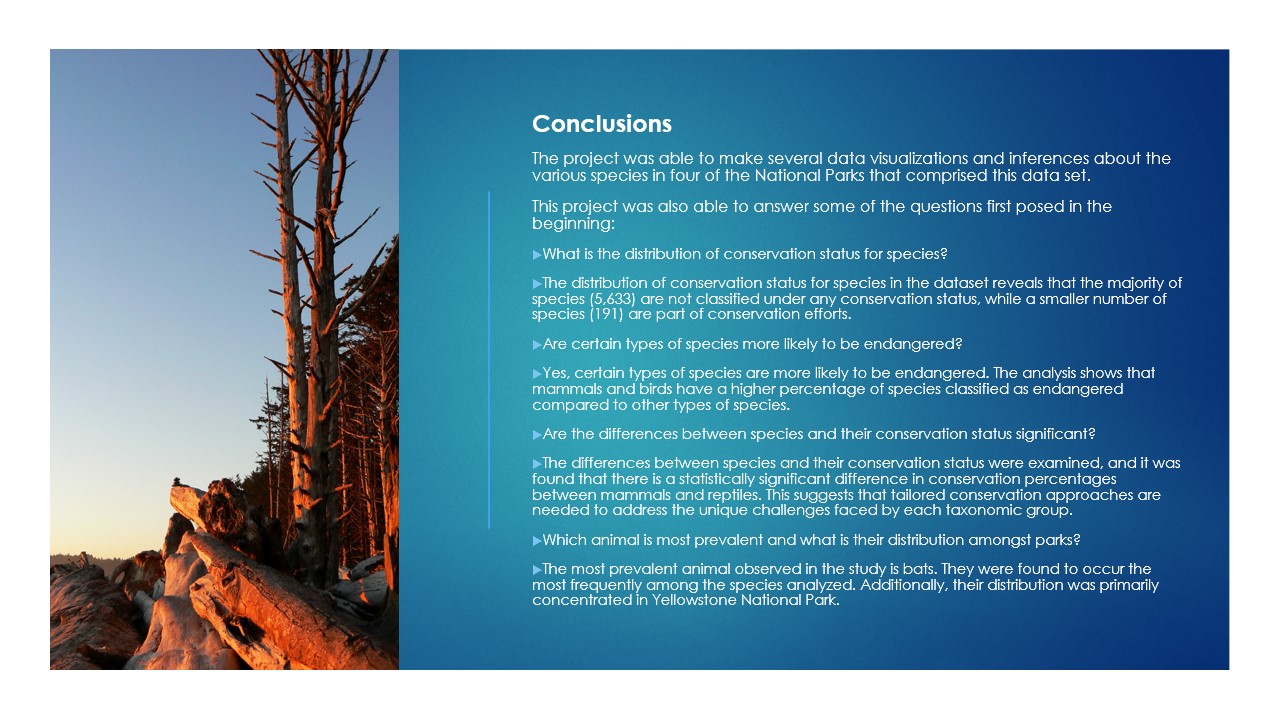 Conclusions
The project was able to make several data visualizations and inferences about the
various species in four of the National Parks that comprised this data set.
This project was also able to answer some of the questions first posed in the
beginning:
▶What is the distribution of conservation status for species?
▶The distribution of conservation status for species in the dataset reveals that the majority of
species (5,633) are not classified under any conservation status, while a smaller number of
species (191) are part of conservation efforts.
▶Are certain types of species more likely to be endangered?
▶Yes, certain types of species are more likely to be endangered. The analysis shows that
mammals and birds have a higher percentage of species classified as endangered
compared to other types of species.
▶Are the differences between species and their conservation status significant?
▶The differences between species and their conservation status were examined, and it was
found that there is a statistically significant difference in conservation percentages
between mammals and reptiles. This suggests that tailored conservation approaches are
needed to address the unique challenges faced by each taxonomic group.
▶Which animal is most prevalent and what is their distribution amongst parks?
▶The most prevalent animal observed in the study is bats. They were found to occur the
most frequently among the species analyzed. Additionally, their distribution was primarily
concentrated in Yellowstone National Park.